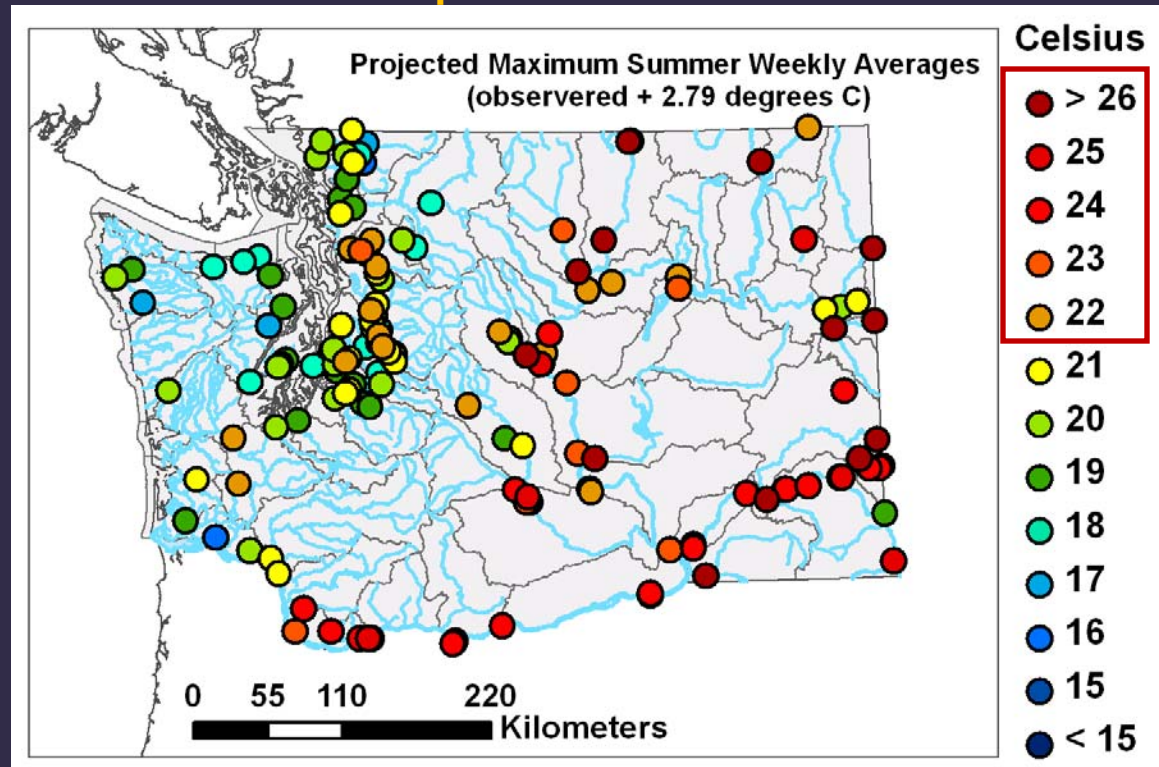 Projected Maximum Summer Weekly Averages
(observered + 2.79 degrees C)
Celsius
> 26
25
24
23
22
21
20
19
18
17
16
15
< 15
0 55 110 220
Kilometers